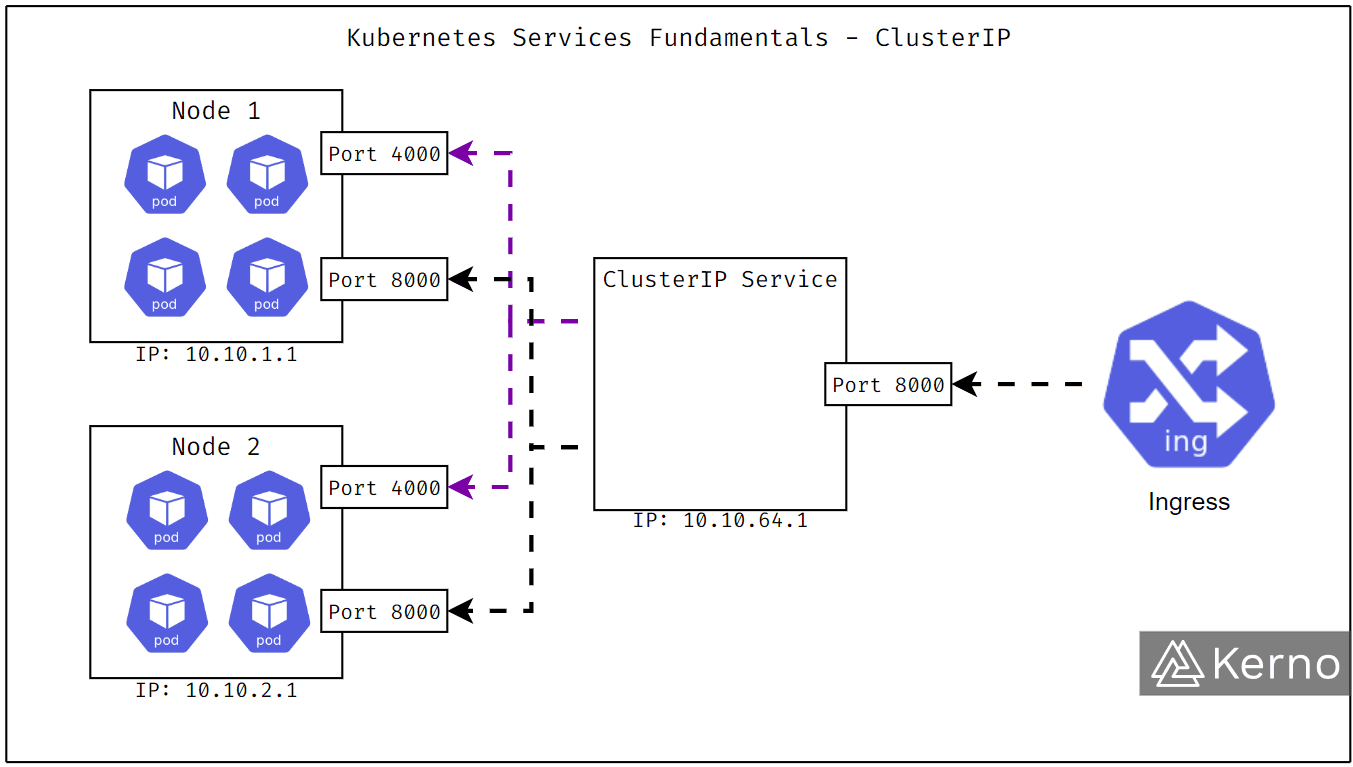 Kubernetes Services Fundamentals - ClusterIP
Node 1
pod
pod
pod
pod
Port 4000
Port 8000
IP: 10.10.1.1
Node 2
pod
pod
pod
pod
Port 4000
Port 8000
IP: 10.10.2.1
ClusterIP Service
Port 8000
IP: 10.10.64.1
ing
Ingress
Kerno